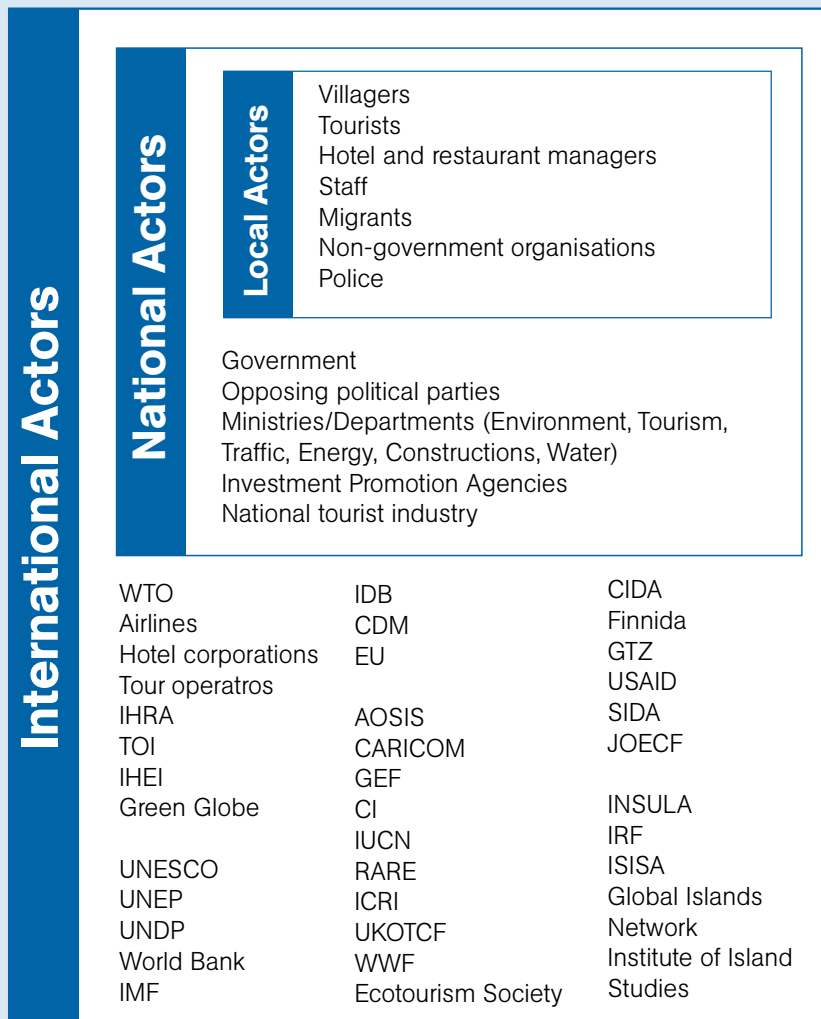 International Actors
National Actors
Local Actors
Villagers
Tourists
Hotel and restaurant managers
Staff
Migrants
Non-government organisations
Police
Government
Opposing political parties
Ministries/Departments (Environment, Tourism,
Traffic, Energy, Constructions, Water)
Investment Promotion Agencies
National tourist industry
WTO
Airlines
Hotel corporations
Tour operatros
IHRA
TOI
IHEI
Green Globe
UNESCO
UNEP
UNDP
World Bank
IMF
IDB
CDM
EU
AOSIS
CARICOM
GEF
CI
IUCN
RARE
ICRI
UKOTCF
WWF
Ecotourism Society
CIDA
Finnida
GTZ
USAID
SIDA
JOECF
INSULA
IRF
ISISA
Global Islands
Network
Institute of Island
Studies